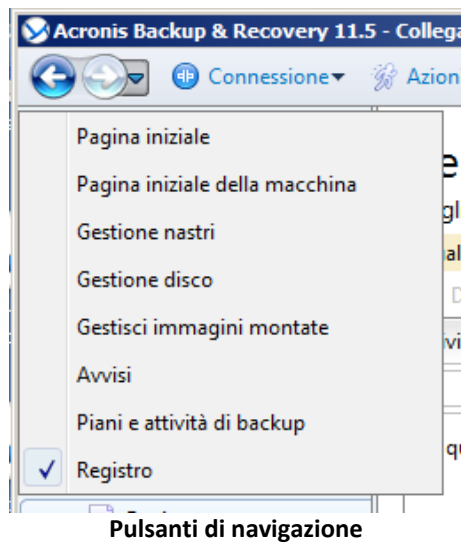 Acronis Backup & Recovery 11.5 - Collega
Connessione Azion
Pagina iniziale
Pagina iniziale della macchina
Gestione nastri
Gestione disco
Gestisci immagini montate
Avvisi
Piani e attività di backup
Registro
Pulsanti di navigazione